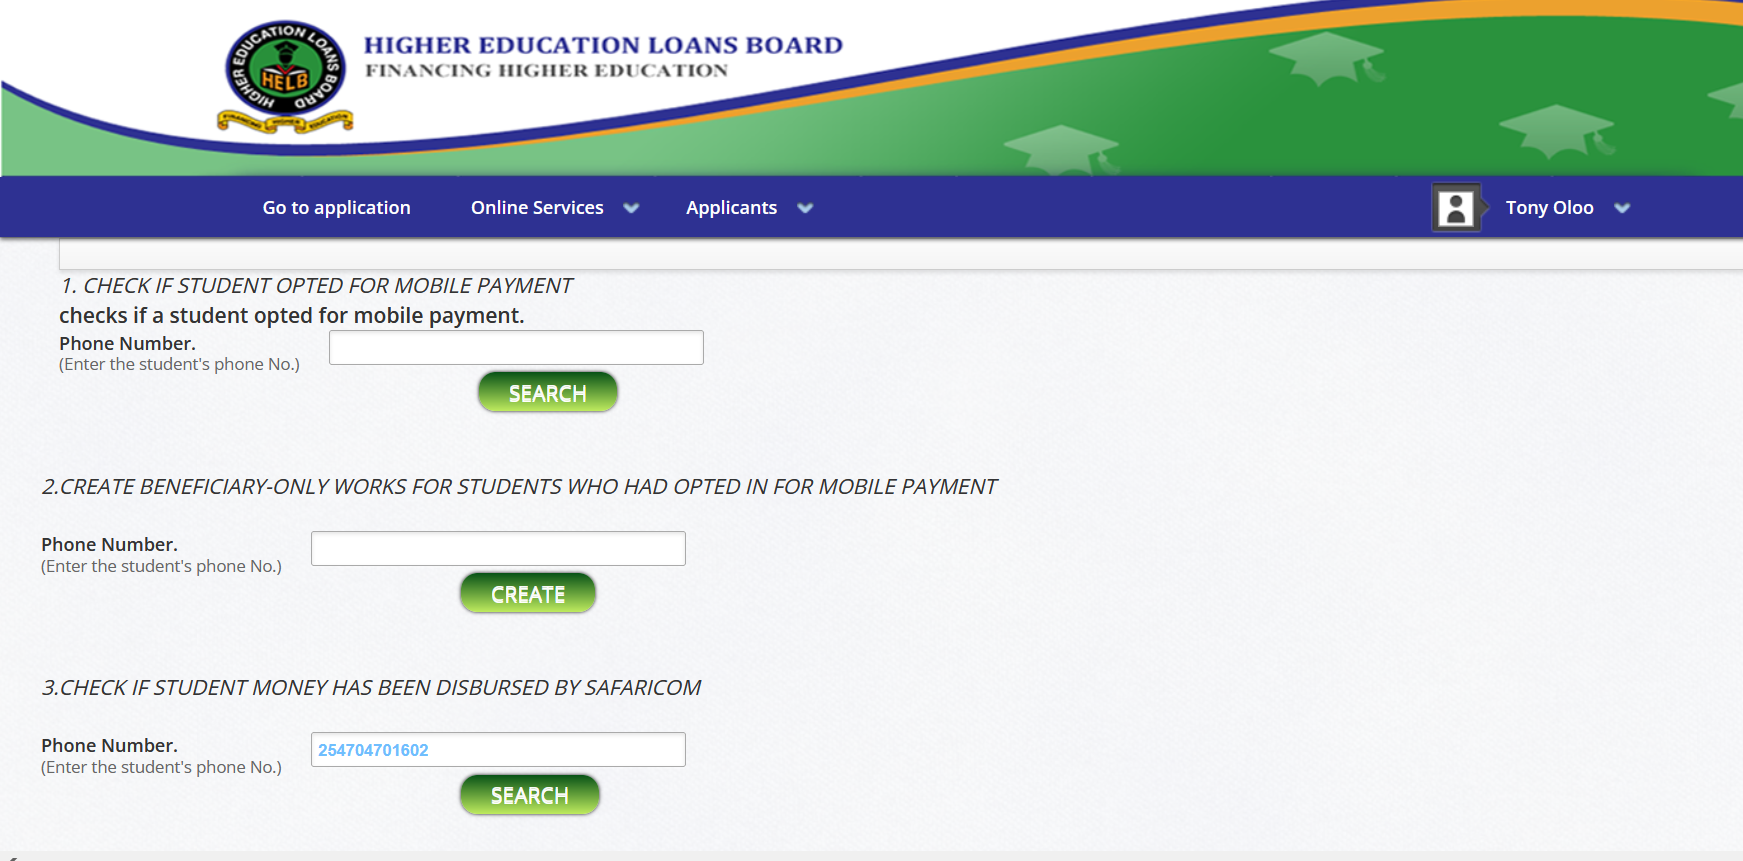 HIGHER EDUCATION LOANS BOARD
HELB
FINANCING HIGHER EDUCATION
HIGHER EDUCATION LOANS BOARD
FINANCING HIGHER EDUCATION
Go to application Online Services Applicants Tony Oloo
1. CHECK IF STUDENT OPTED FOR MOBILE PAYMENT
checks if a student opted for mobile payment.
Phone Number.
(Enter the student's phone No.)
SEARCH
2.CREATE BENEFICIARY-ONLY WORKS FOR STUDENTS WHO HAD OPTED IN FOR MOBILE PAYMENT
Phone Number.
(Enter the student's phone No.)
CREATE
3.CHECK IF STUDENT MONEY HAS BEEN DISBURSED BY SAFARICOM
Phone Number.
254704701602
(Enter the student's phone No.)
SEARCH